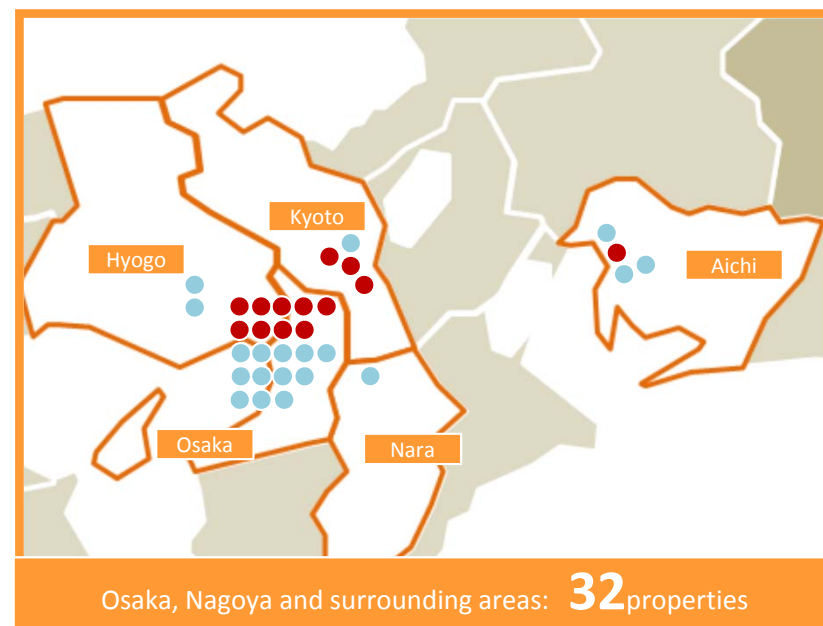 Kyoto
Hyogo
Aichi
Osaka
Nara
Osaka, Nagoya and surrounding areas: 32properties